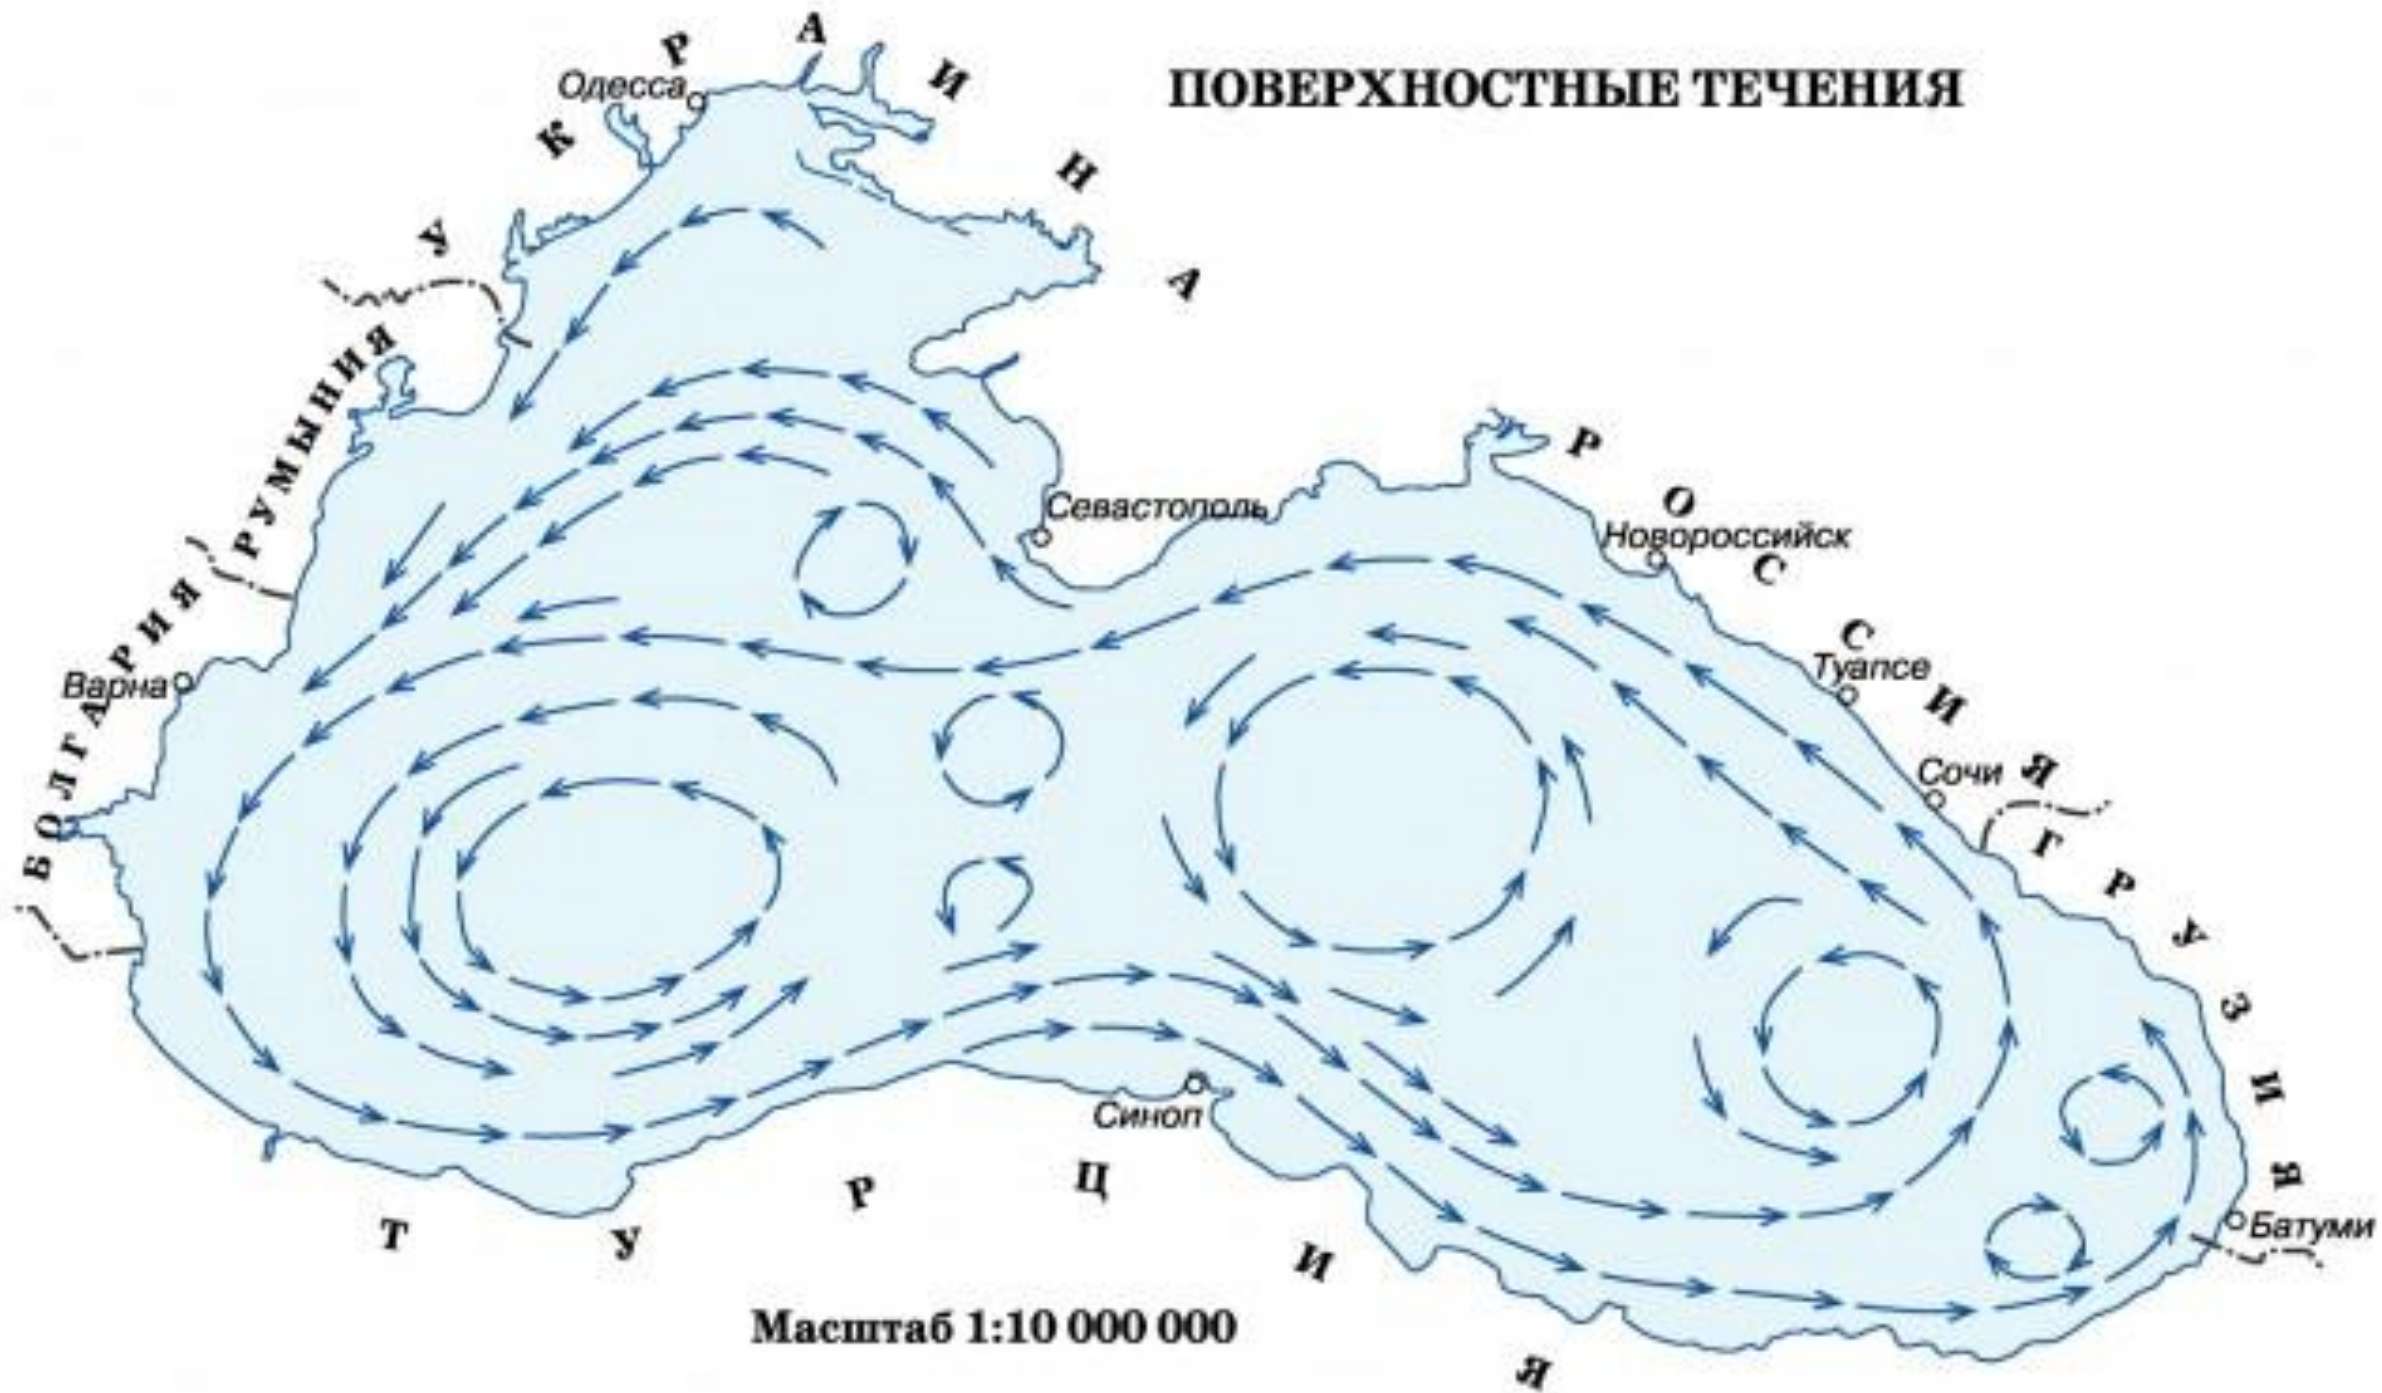 ПОВЕРХНОСТНЫЕ ТЕЧЕНИЯ
УКРАИНА
Одесса
РУМЫНИЯ
Севастополь
РОССИЯ
Новороссийск
Туапсе
Сочи
БОЛГАРИЯ
Варна
ГРУЗИЯ
Батуми
Синоп
ТУРЦИЯ
Масштаб 1:10 000 000